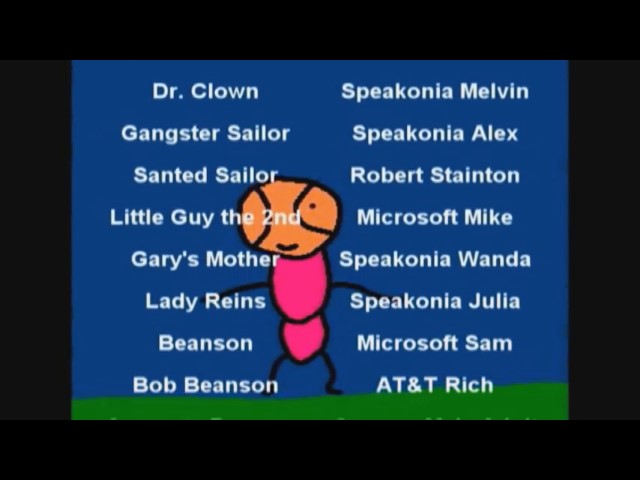 Dr. Clown Speakonia Melvin
Gangster Sailor Speakonia Alex
Santed Sailor Robert Stainton
Little Guy the 2nd Microsoft Mike
Gary's Mother Speakonia Wanda
Lady Reins Speakonia Julia
Beanson Microsoft Sam
Bob Beanson AT&T Rich